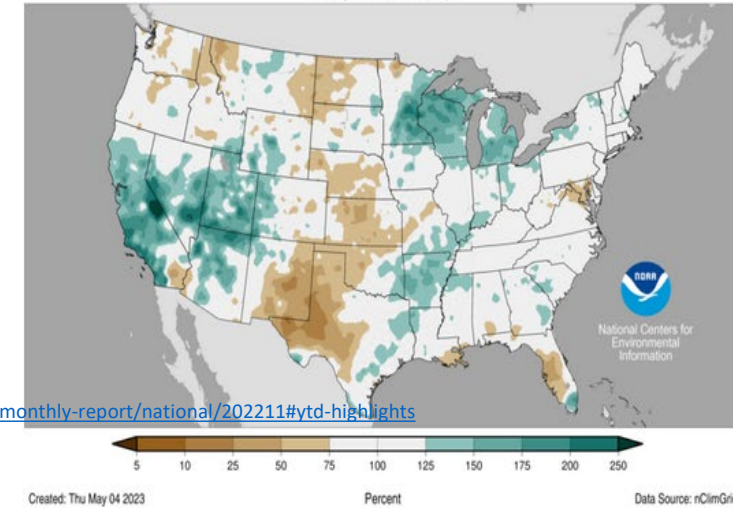 NOAA
National Centers for
Environmental
Information
monthly-report/national/202211#ytd-highlights
5 10 25 50 75 100 125 150 175 200 250
Created: Thu May 04 2023 Percent Data Source: nClimGri